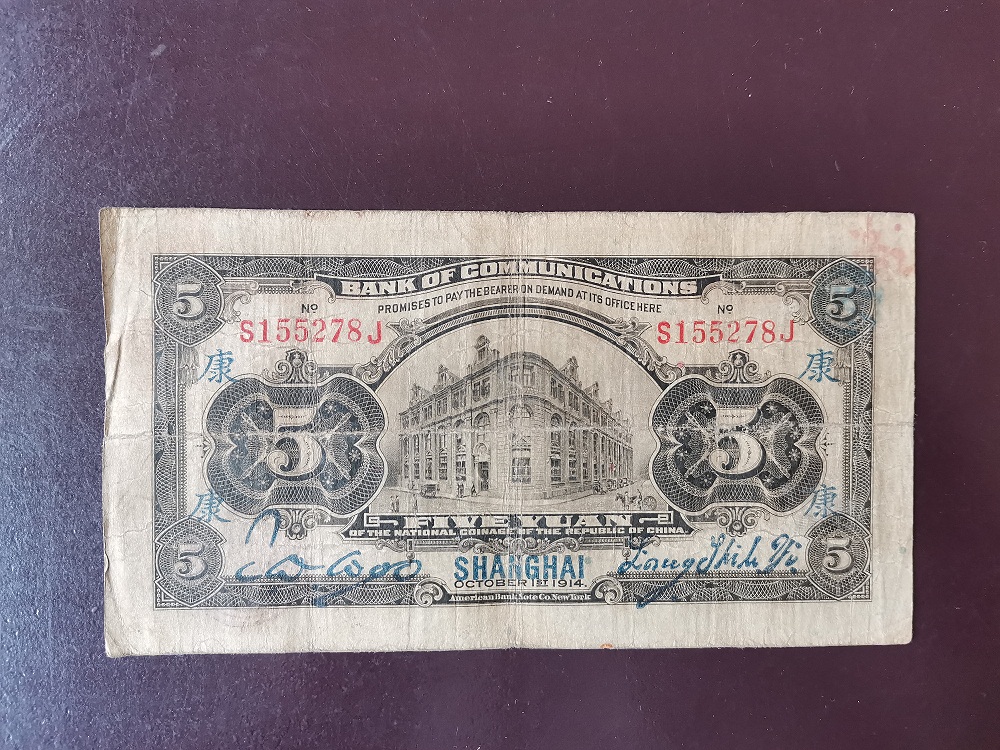 BANK OF COMMUNICATIONS
PROMISES TO PAY THE BEARER ON DEMAND AT ITS OFFICE HERE
5 5
Nº Nº
S155278J S155278J
康 康
5 5
康 康
FIVE YUAN
OF THE NATIONAL COINAGE OF THE REPUBLIC OF CHINA
5 5
SHANGHAI
OCTOBER 1ST 1914.
American Bank Note Co. New York